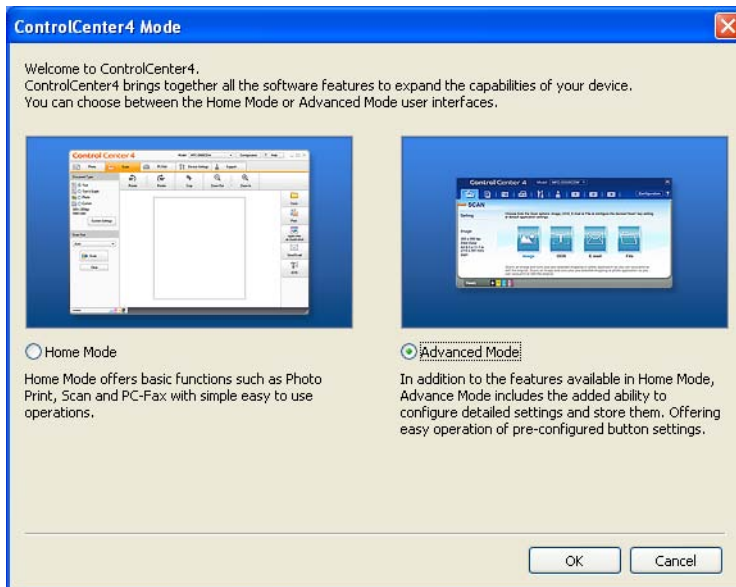 ControlCenter4 Mode
Welcome to ControlCenter4.
ControlCenter4 brings together all the software features to expand the capabilities of your device.
You can choose between the Home Mode or Advanced Mode user interfaces.
Control Center 4
Control Center 4
SCAN
Image
OCR
E-mail
File
Home Mode
Home Mode offers basic functions such as Photo
Print, Scan and PC-Fax with simple easy to use
operations.
Advanced Mode
In addition to the features available in Home Mode,
Advance Mode includes the added ability to
configure detailed settings and store them. Offering
easy operation of pre-configured button settings.
OK
Cancel